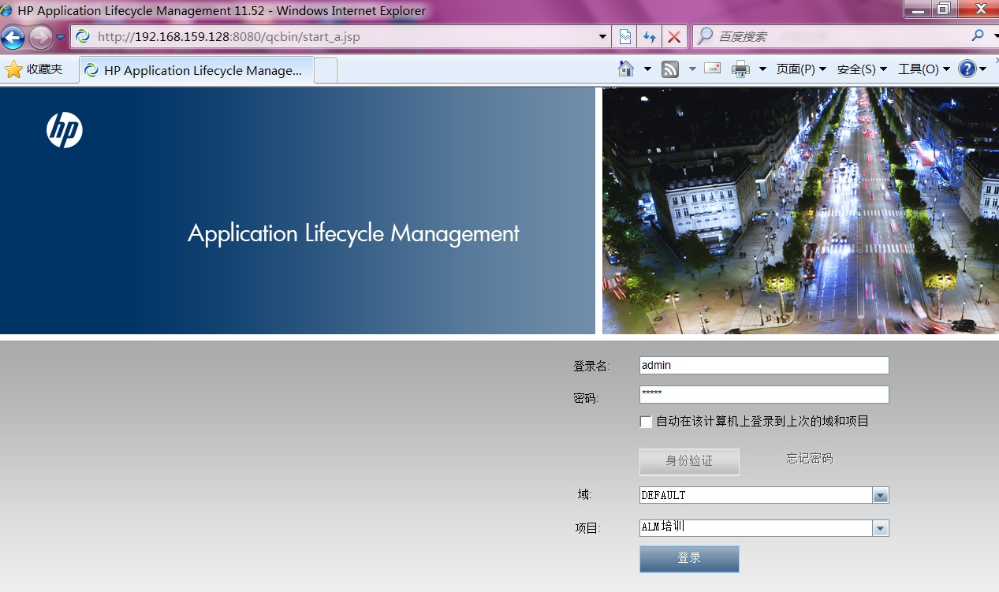 HP Application Lifecycle Management 11.52 - Windows Internet Explorer
http://192.168.159.128:8080/qcbin/start_a.jsp
百度搜索
收藏夹
HP Application Lifecycle Manage...
页面(P)
安全(S)
工具(O)
hp
Application Lifecycle Management
登录名:
admin
密码:
*****
自动在该计算机上登录到上次的域和项目
身份验证
忘记密码
域:
DEFAULT
项目:
ALM培训
登录